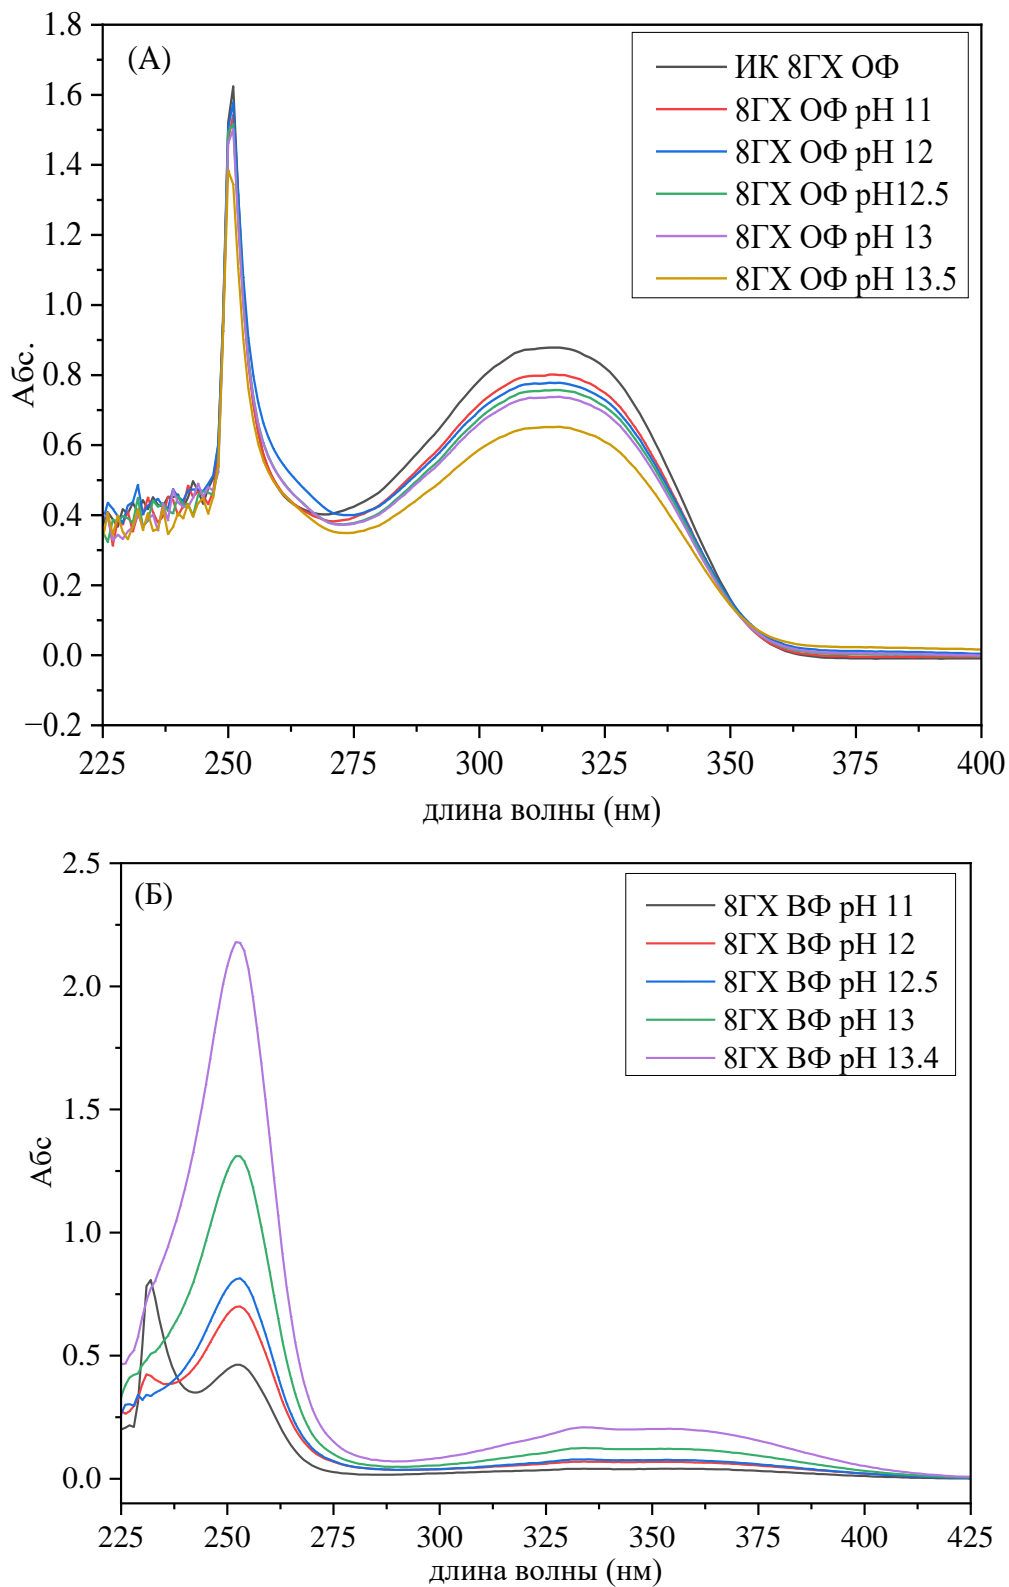 (А)
ИК 8ГХ ОФ
8ГХ ОФ pH 11
8ГХ ОФ pH 12
8ГХ ОФ pH12.5
8ГХ ОФ pH 13
8ГХ ОФ pH 13.5
1.8
1.6
1.4
1.2
1.0
0.8
0.6
0.4
0.2
0.0
−0.2
Абс.
225 250 275 300 325 350 375 400
длина волны (нм)
(Б)
8ГХ ВФ pH 11
8ГХ ВФ pH 12
8ГХ ВФ pH 12.5
8ГХ ВФ pH 13
8ГХ ВФ pH 13.4
2.5
2.0
1.5
1.0
0.5
0.0
Абс
225 250 275 300 325 350 375 400 425
длина волны (нм)